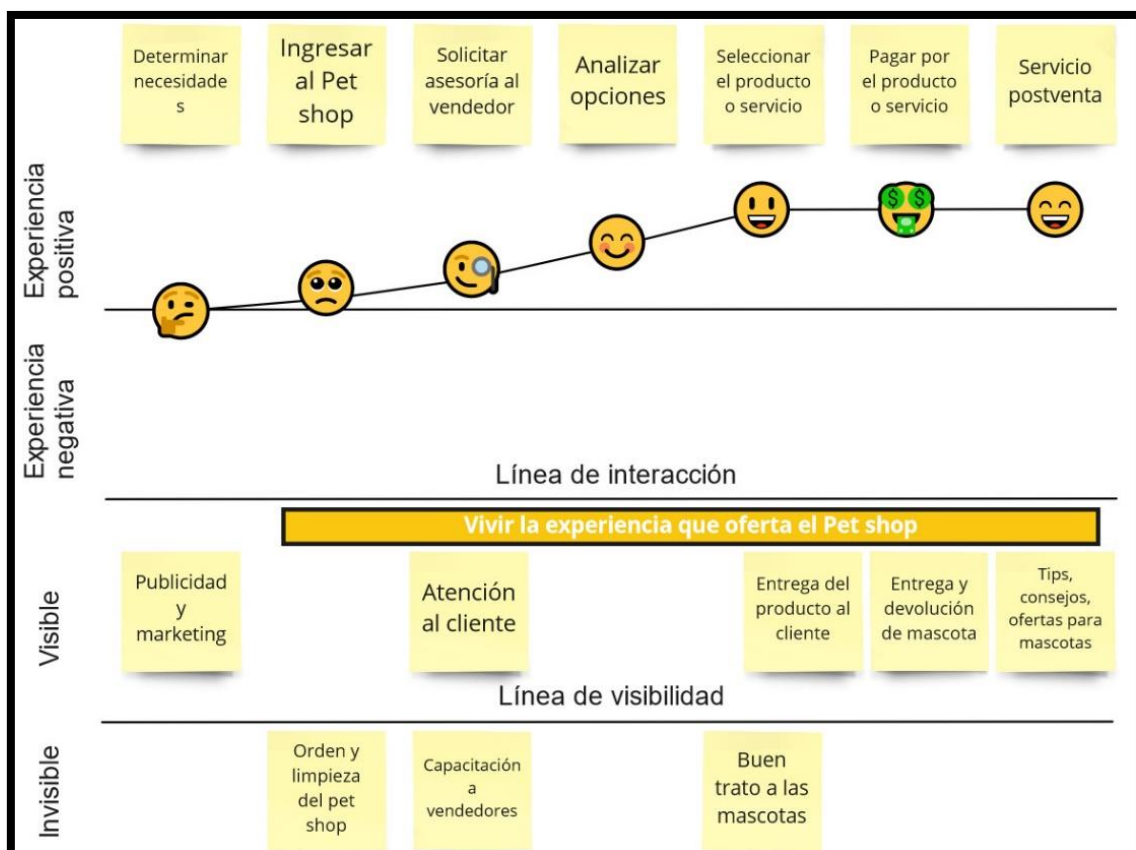 Determinar
necesidade
s
Ingresar
al Pet
shop
Solicitar
asesoría al
vendedor
Analizar
opciones
Seleccionar
el producto
o servicio
Pagar por
el producto
o servicio
Servicio
postventa
Experiencia
positiva
Experiencia
negativa
Línea de interacción
Vivir la experiencia que oferta el Pet shop
Visible
Publicidad
y
marketing
Atención
al cliente
Entrega del
producto al
cliente
Entrega y
devolución
de mascota
Tips,
consejos,
ofertas para
mascotas
Línea de visibilidad
Invisible
Orden y
limpieza
del pet
shop
Capacitación
a
vendedores
Buen
trato a las
mascotas